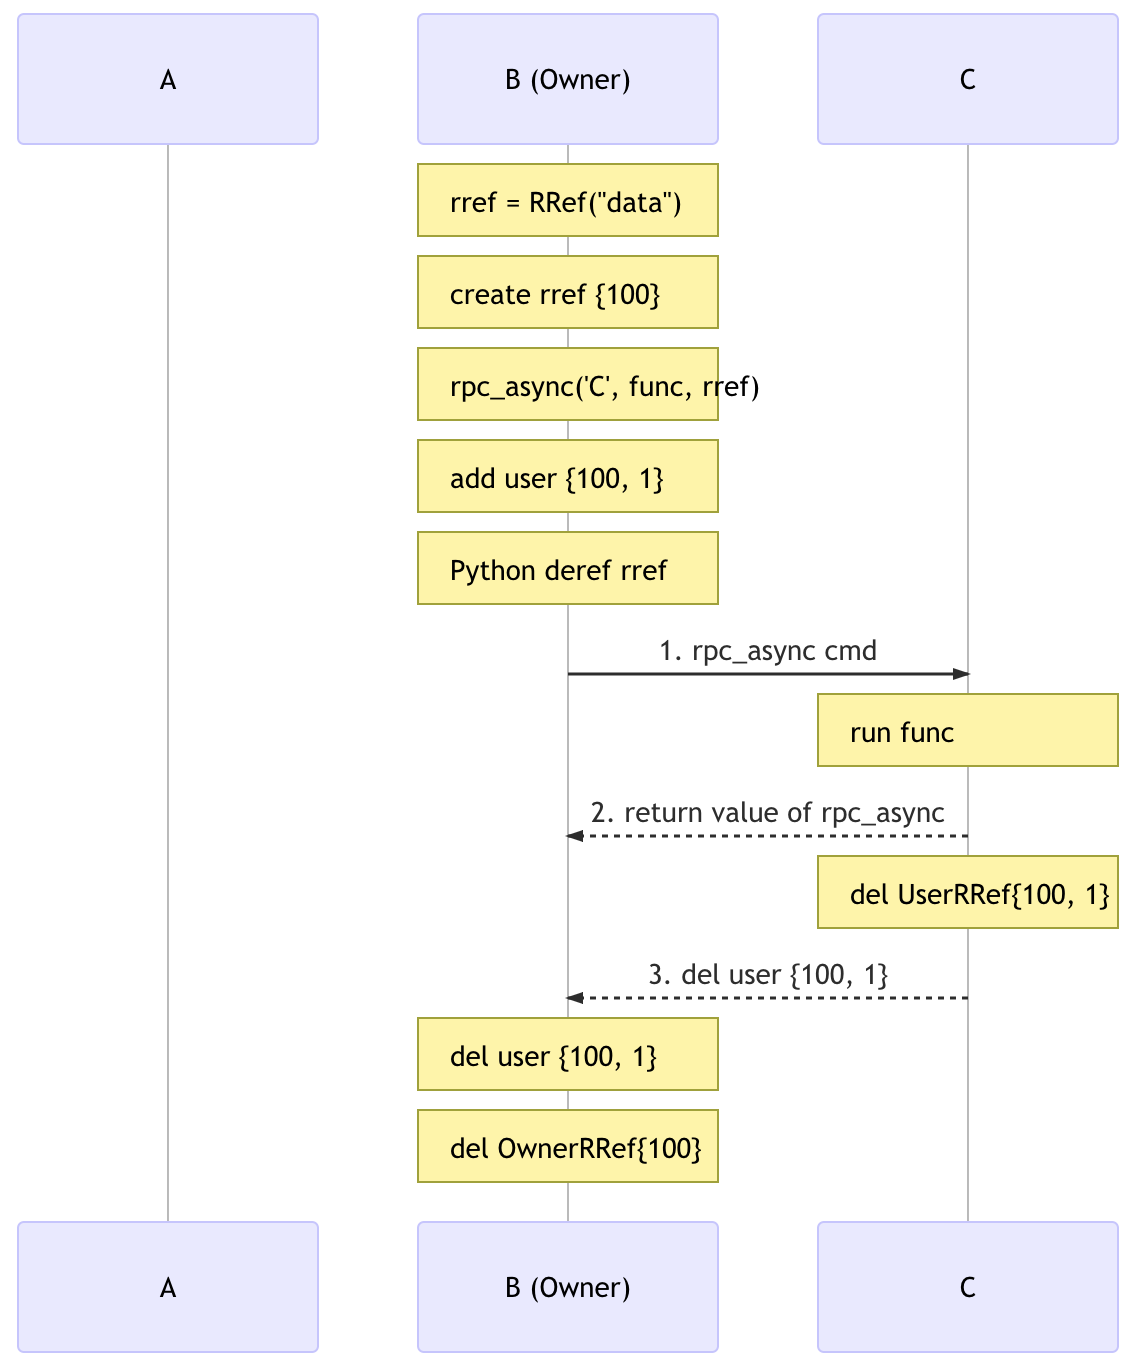 A
B (Owner)
C
rref = RRef("data")
create rref {100}
rpc_async('C', func, rref)
add user {100, 1}
Python deref rref
1. rpc_async cmd
run func
2. return value of rpc_async
del UserRRef{100, 1}
3. del user {100, 1}
del user {100, 1}
del OwnerRRef{100}
A
B (Owner)
C